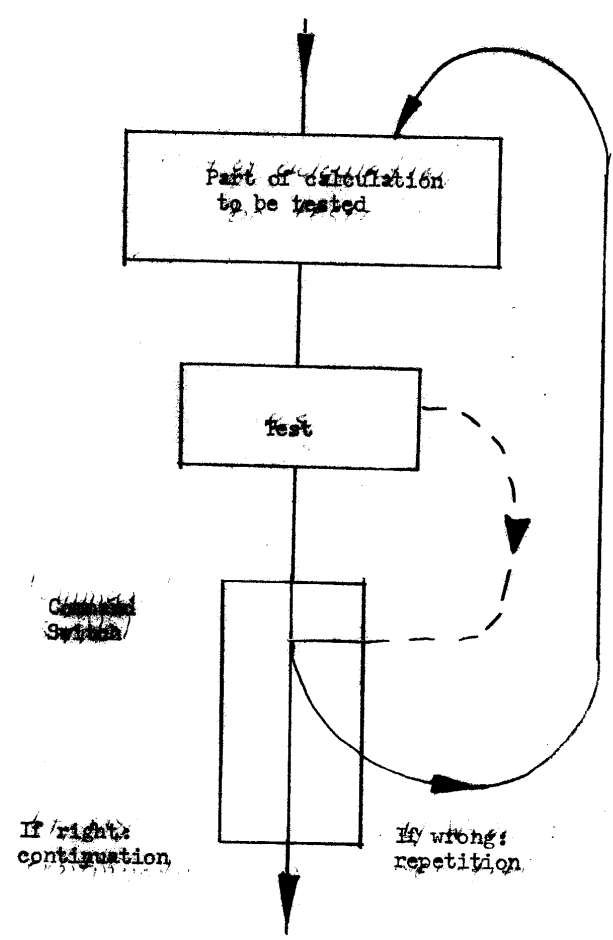 Part of calculation
to be tested
Test
Command
Switch
If right:
continuation
If wrong:
repetition